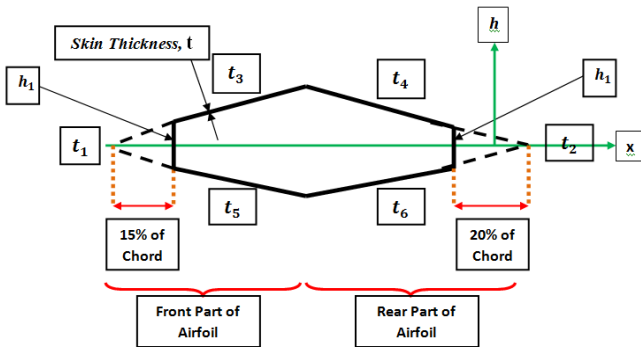 Skin Thickness, t
h
t₃
t₄
h₁
h₁
t₁
t₂
x
t₅
t₆
15% of
Chord
20% of
Chord
Front Part of
Airfoil
Rear Part of
Airfoil